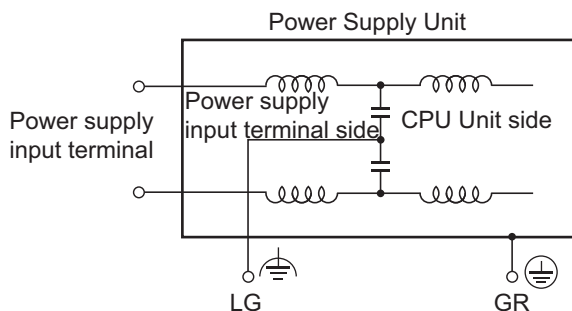 Power Supply Unit
Power supply
input terminal
Power supply
input terminal side
CPU Unit side
LG
GR